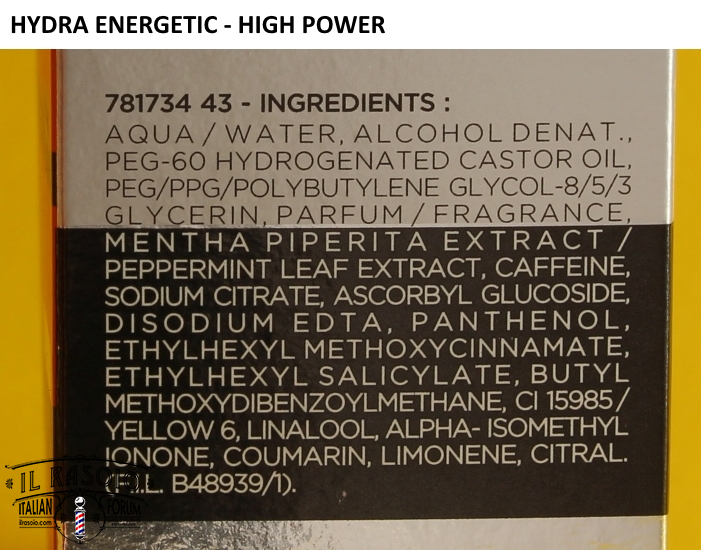 HYDRA ENERGETIC - HIGH POWER
781734 43 - INGREDIENTS :
AQUA / WATER, ALCOHOL DENAT.,
PEG-60 HYDROGENATED CASTOR OIL,
PEG/PPG/POLYBUTYLENE GLYCOL-8/5/3
GLYCERIN, PARFUM / FRAGRANCE,
MENTHA PIPERITA EXTRACT /
PEPPERMINT LEAF EXTRACT, CAFFEINE,
SODIUM CITRATE, ASCORBYL GLUCOSIDE,
DISODIUM EDTA, PANTHENOL,
ETHYLHEXYL METHOXYCINNAMATE,
ETHYLHEXYL SALICYLATE, BUTYL
METHOXYDIBENZOYLMETHANE, CI 15985 /
YELLOW 6, LINALOOL, ALPHA- ISOMETHYL
IONONE, COUMARIN, LIMONENE, CITRAL.
B48939/1).
IL RASOIO
ITALIAN FORUM
ilrasoio.com